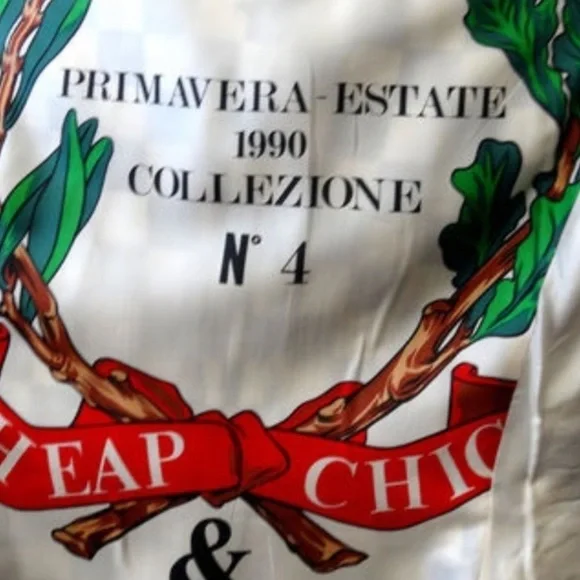 PRIMAVERA-ESTATE
1990
COLLEZIONE
N° 4
HEAP CHIC
&